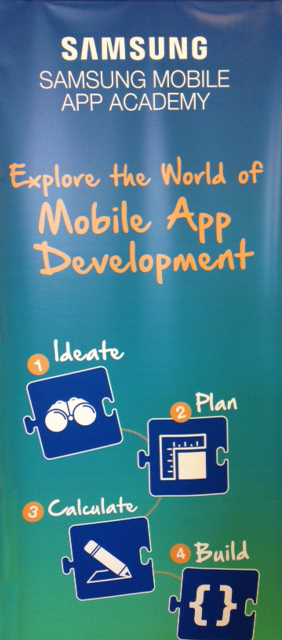 SAMSUNG
SAMSUNG MOBILE
APP ACADEMY
Explore the World of
Mobile App
Development
1 Ideate
2 Plan
3 Calculate
4 Build
{ }